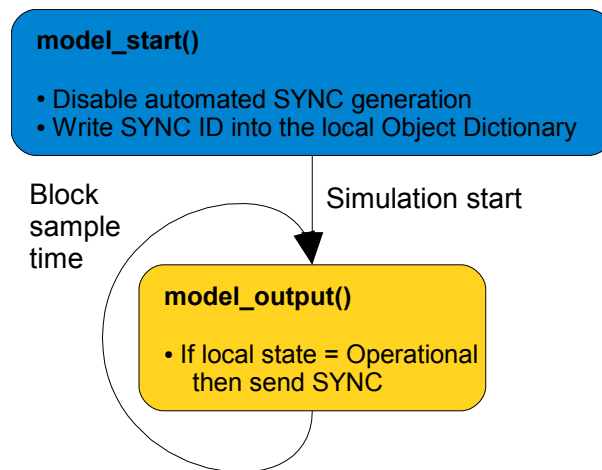 model_start()
• Disable automated SYNC generation
• Write SYNC ID into the local Object Dictionary
Block
sample
time
Simulation start
model_output()
• If local state = Operational
then send SYNC